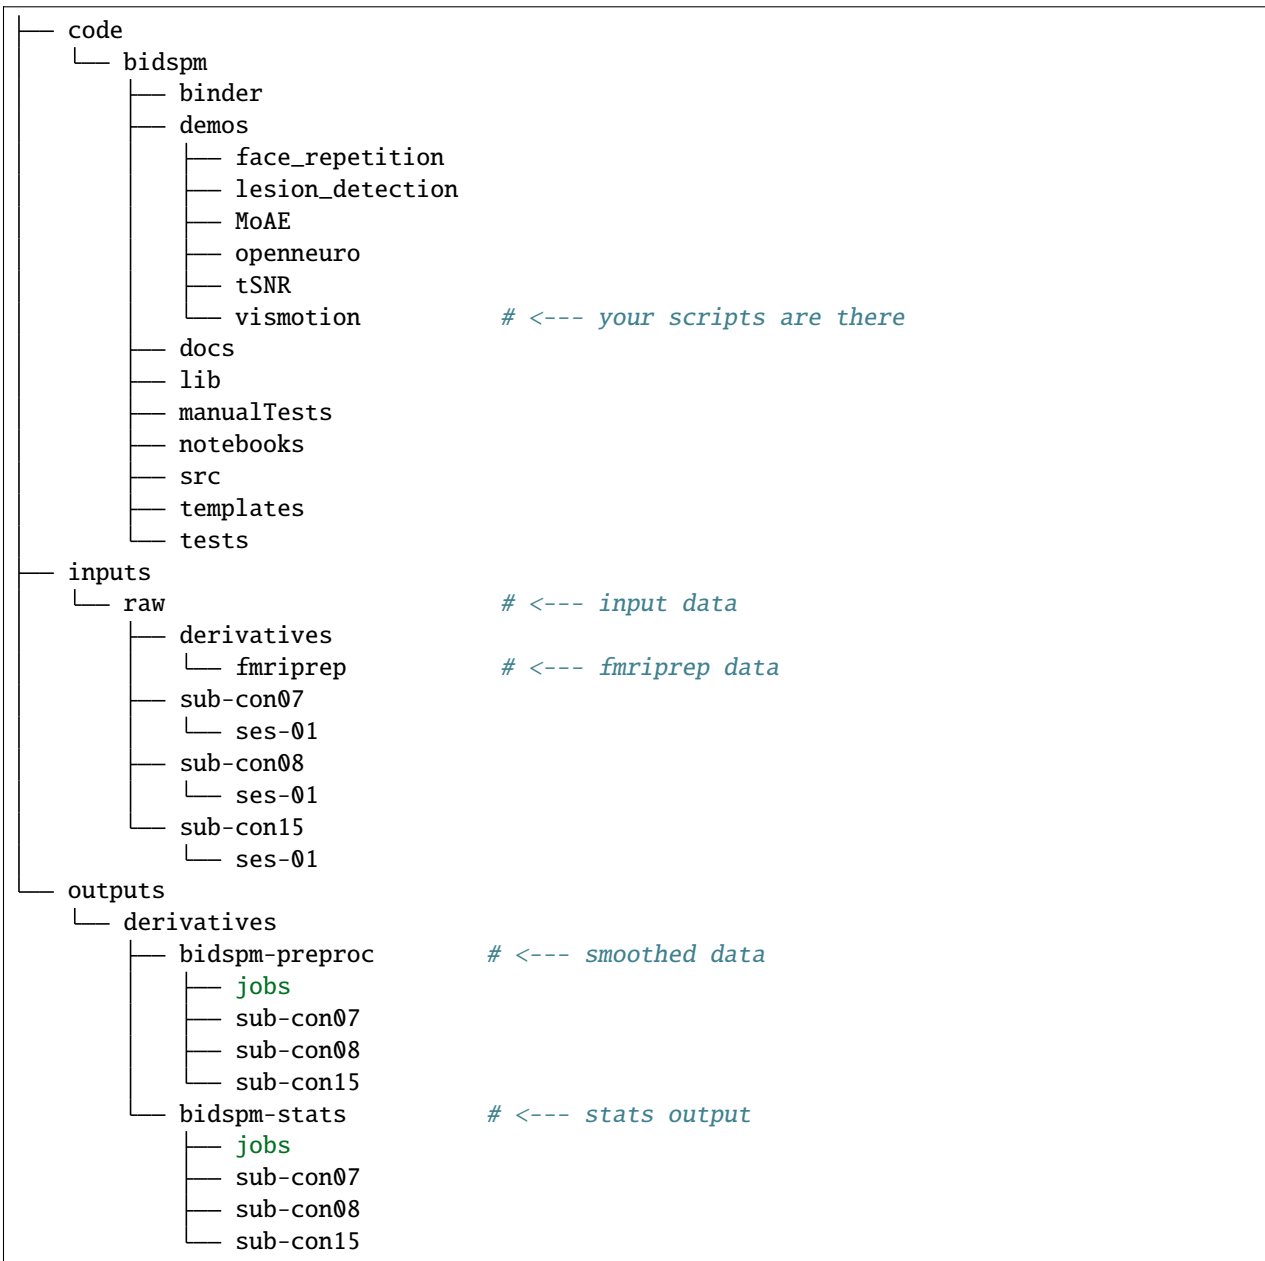 ├── code
│   └── bidspm
│       ├── binder
│       ├── demos
│       │   ├── face_repetition
│       │   ├── lesion_detection
│       │   ├── MoAE
│       │   ├── openneuro
│       │   ├── tSNR
│       │   └── vismotion          # <--- your scripts are there
│       ├── docs
│       ├── lib
│       ├── manualTests
│       ├── notebooks
│       ├── src
│       ├── templates
│       └── tests
├── inputs
│   └── raw                        # <--- input data
│       ├── derivatives
│       │   └── fmriprep           # <--- fmriprep data
│       ├── sub-con07
│       │   └── ses-01
│       ├── sub-con08
│       │   └── ses-01
│       └── sub-con15
│           └── ses-01
└── outputs
    └── derivatives
        ├── bidspm-preproc        # <--- smoothed data
        │   ├── jobs
        │   ├── sub-con07
        │   ├── sub-con08
        │   └── sub-con15
        └── bidspm-stats          # <--- stats output
            ├── jobs
            ├── sub-con07
            ├── sub-con08
            └── sub-con15